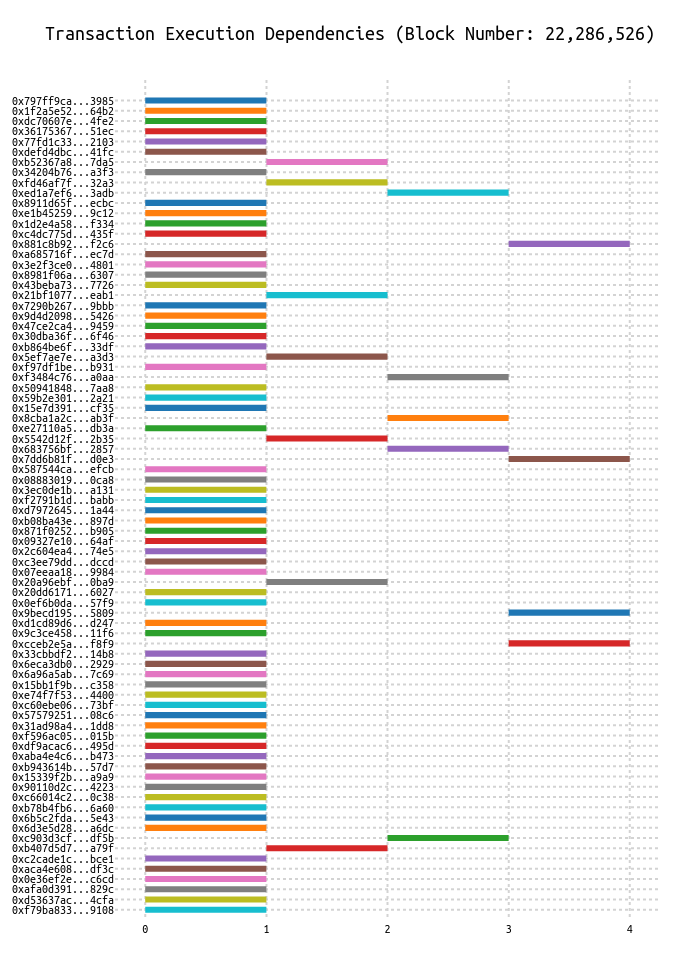 Transaction Execution Dependencies (Block Number: 22,286,526)
0x797ff9ca...3985
0x1f2a5e52...64b2
0xdc70607e...4fe2
0x36175367...51ec
0x77fd1c33...2103
0xdefd4dbc...41fc
0xb52367a8...7da5
0x34204b76...a3f3
0xfd46af7f...32a3
0xed1a7ef6...3adb
0x8911d65f...ecbc
0xe1b45259...9c12
0x1d2e4a58...f334
0xc4dc775d...435f
0x881c8b92...f2c6
0xa685716f...ec7d
0x3e2f3ce0...4801
0x8981f06a...6307
0x43beba73...7726
0x21bf1077...eab1
0x7290b267...9bbb
0x9d4d2098...5426
0x47ce2ca4...9459
0x30dba36f...6f46
0xb864be6f...33df
0x5ef7ae7e...a3d3
0xf97df1be...b931
0xf3484c76...a0aa
0x50941848...7aa8
0x59b2e301...2a21
0x15e7d391...cf35
0x8cba1a2c...ab3f
0xe27110a5...db3a
0x5542d12f...2b35
0x683756bf...2857
0x7dd6b81f...d0e3
0x587544ca...efcb
0x08883019...0ca8
0x3ec0de1b...a131
0xf2791b1d...babb
0xd7972645...1a44
0xb08ba43e...897d
0x871f0252...b905
0x09327e10...64af
0x2c604ea4...74e5
0xc3ee79dd...dccd
0x07eeaa18...9984
0x20a96ebf...0ba9
0x20dd6171...6027
0x0ef6b0da...57f9
0x9becd195...5809
0xd1cd89d6...d247
0x9c3ce458...11f6
0xcceb2e5a...f8f9
0x33cbbdf2...14b8
0x6eca3db0...2929
0x6a96a5ab...7c69
0x15bb1f9b...c358
0xe74f7f53...4400
0xc60ebe06...73bf
0x57579251...08c6
0x31ad98a4...1dd8
0xf596ac05...015b
0xdf9acac6...495d
0xaba4e4c6...b473
0xb943614b...57d7
0x15339f2b...a9a9
0x90110d2c...4223
0xc66014c2...0c38
0xb78b4fb6...6a60
0x6b5c2fda...5e43
0x6d3e5d28...a6dc
0xc903d3cf...df5b
0xb407d5d7...a79f
0xc2cade1c...bce1
0xaca4e608...df3c
0x0e36ef2e...c6cd
0xafa0d391...829c
0xd53637ac...4cfa
0xf79ba833...9108
0 1 2 3 4